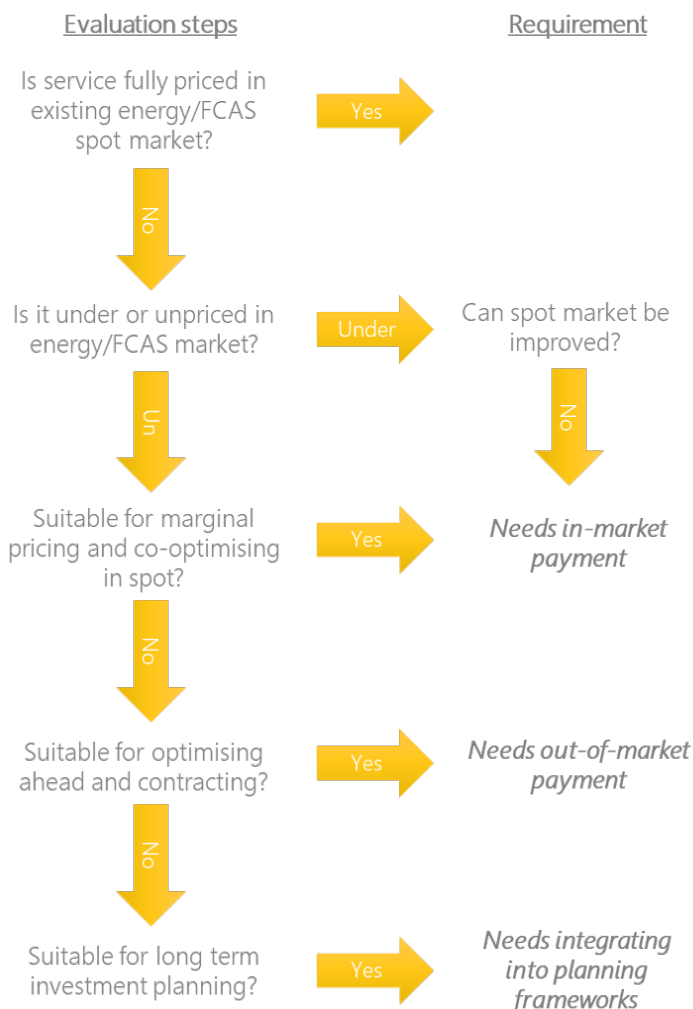 Evaluation steps
Requirement
Is service fully priced in
existing energy/FCAS
spot market?
Yes
No
Is it under or unpriced in
energy/FCAS market?
Under
Can spot market be
improved?
Un
No
Suitable for marginal
pricing and co-optimising
in spot?
Yes
Needs in-market
payment
No
Suitable for optimising
ahead and contracting?
Yes
Needs out-of-market
payment
No
Suitable for long term
investment planning?
Yes
Needs integrating
into planning
frameworks